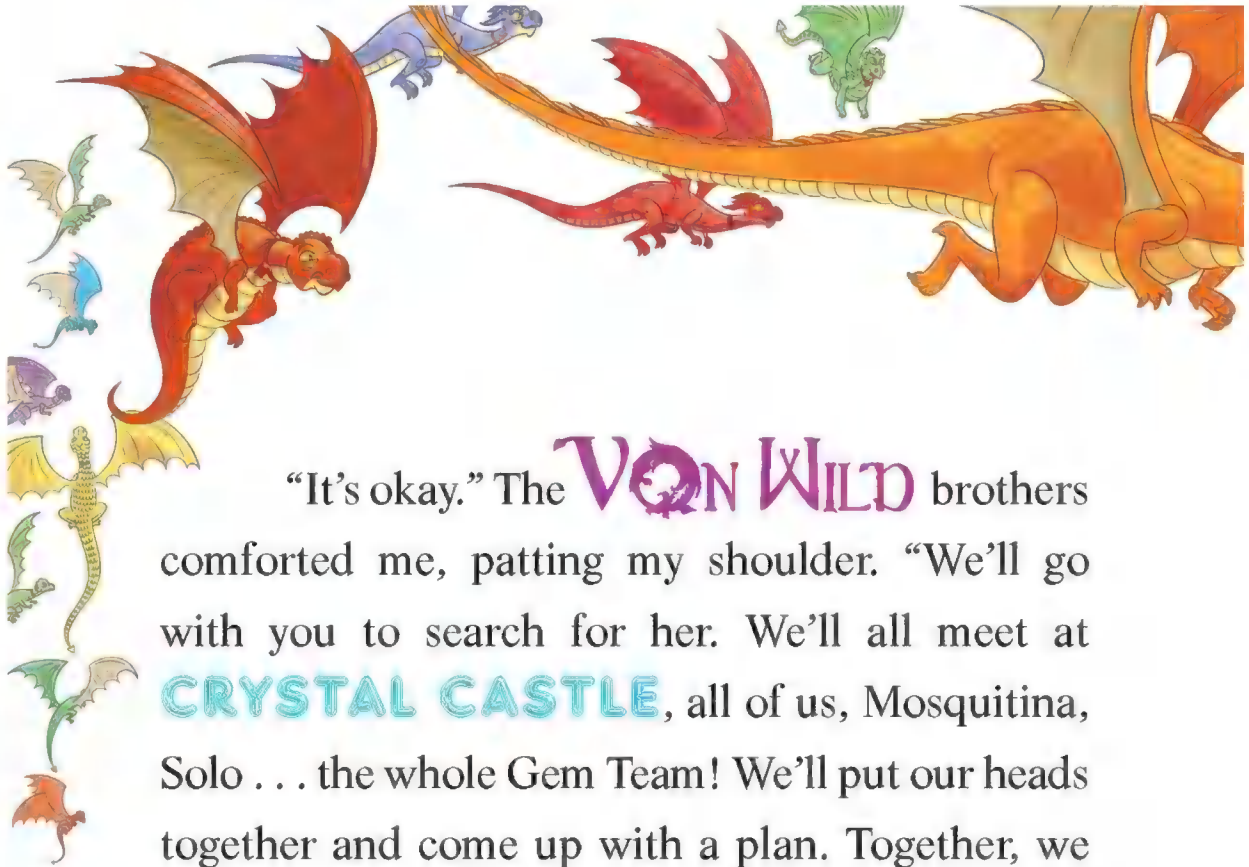 “It’s okay.” The VON WILD brothers
comforted me, patting my shoulder. “We’ll go
with you to search for her. We’ll all meet at
CRYSTAL CASTLE, all of us, Mosquitina,
Solo . . . the whole Gem Team! We’ll put our heads
together and come up with a plan. Together, we